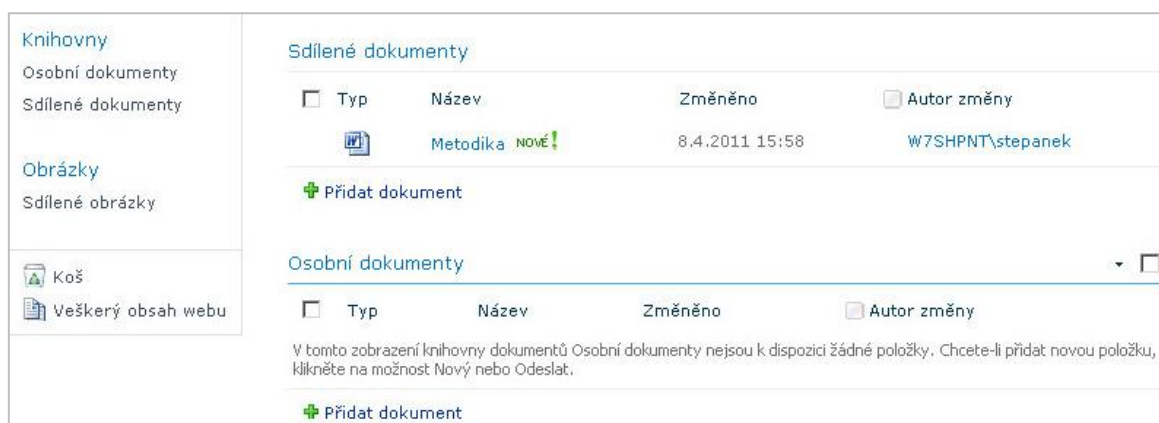 Knihovny
Osobní dokumenty
Sdílené dokumenty
Obrázky
Sdílené obrázky
Koš
Veškerý obsah webu
Sdílené dokumenty
Typ Název Změněno Autor změny
Metodika NOVÉ! 8.4.2011 15:58 W7SHPNT\stepanek
Přidat dokument
Osobní dokumenty
Typ Název Změněno Autor změny
V tomto zobrazení knihovny dokumentů Osobní dokumenty nejsou k dispozici žádné položky. Chcete-li přidat novou položku,
klikněte na možnost Nový nebo Odeslat.
Přidat dokument